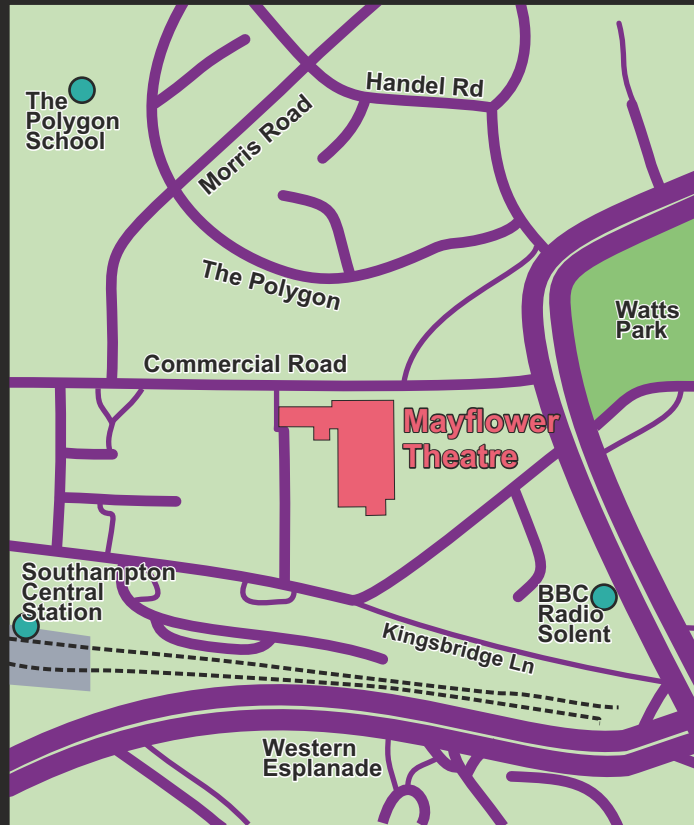 Handel Rd
The
Polygon
School
Morris Road
The Polygon
Watts
Park
Commercial Road
Mayflower
Theatre
Southampton
Central
Station
BBC
Radio
Solent
Kingsbridge Ln
Western
Esplanade